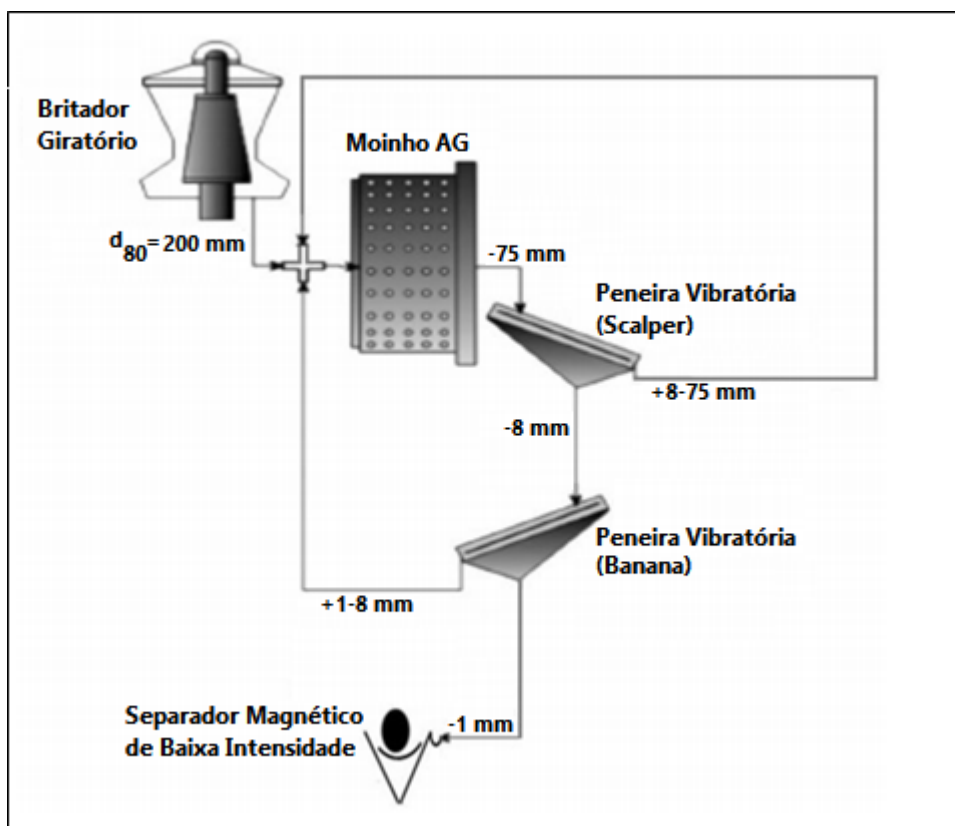 Britador
Giratório
Moinho AG
d80= 200 mm
-75 mm
Peneira Vibratória
(Scalper)
+8-75 mm
-8 mm
Peneira Vibratória
(Banana)
+1-8 mm
Separador Magnético
de Baixa Intensidade
-1 mm